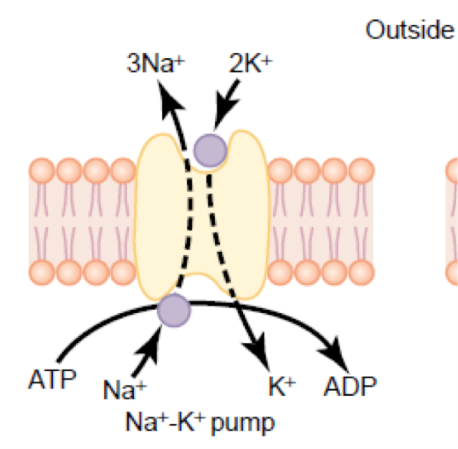 Outside
3Na⁺ 2K⁺
ATP Na⁺ K⁺ ADP
Na⁺-K⁺ pump